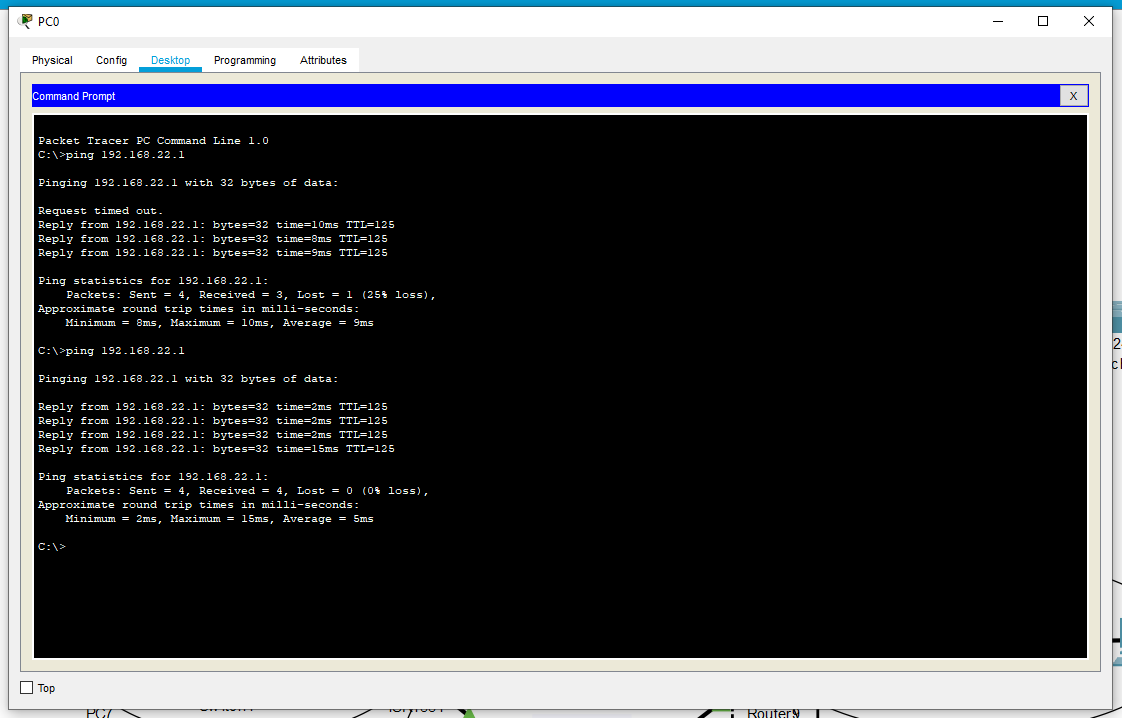 PC0
Physical Config Desktop Programming Attributes
Command Prompt
X
Packet Tracer PC Command Line 1.0
C:\>ping 192.168.22.1
Pinging 192.168.22.1 with 32 bytes of data:
Request timed out.
Reply from 192.168.22.1: bytes=32 time=10ms TTL=125
Reply from 192.168.22.1: bytes=32 time=8ms TTL=125
Reply from 192.168.22.1: bytes=32 time=9ms TTL=125
Ping statistics for 192.168.22.1:
Packets: Sent = 4, Received = 3, Lost = 1 (25% loss),
Approximate round trip times in milli-seconds:
Minimum = 8ms, Maximum = 10ms, Average = 9ms
C:\>ping 192.168.22.1
Pinging 192.168.22.1 with 32 bytes of data:
Reply from 192.168.22.1: bytes=32 time=2ms TTL=125
Reply from 192.168.22.1: bytes=32 time=2ms TTL=125
Reply from 192.168.22.1: bytes=32 time=2ms TTL=125
Reply from 192.168.22.1: bytes=32 time=15ms TTL=125
Ping statistics for 192.168.22.1:
Packets: Sent = 4, Received = 4, Lost = 0 (0% loss),
Approximate round trip times in milli-seconds:
Minimum = 2ms, Maximum = 15ms, Average = 5ms
C:\>
Top
PC7
Router9